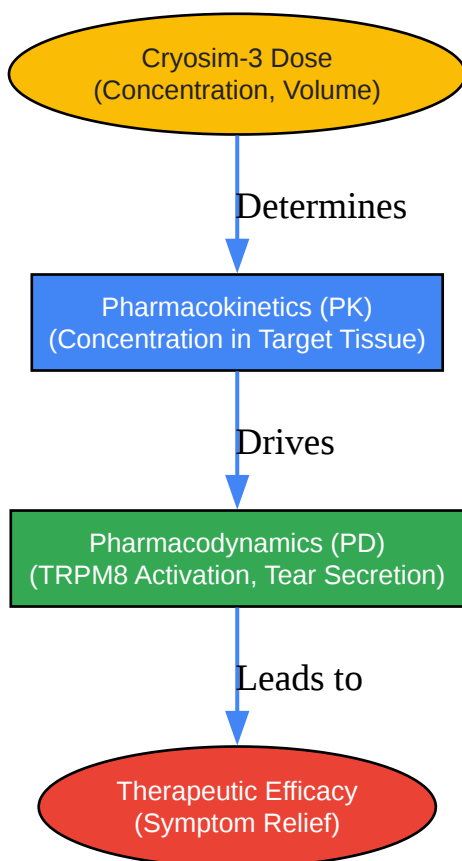 Cryosim-3 Dose
(Concentration, Volume)
Determines
Pharmacokinetics (PK)
(Concentration in Target Tissue)
Drives
Pharmacodynamics (PD)
(TRPM8 Activation, Tear Secretion)
Leads to
Therapeutic Efficacy
(Symptom Relief)